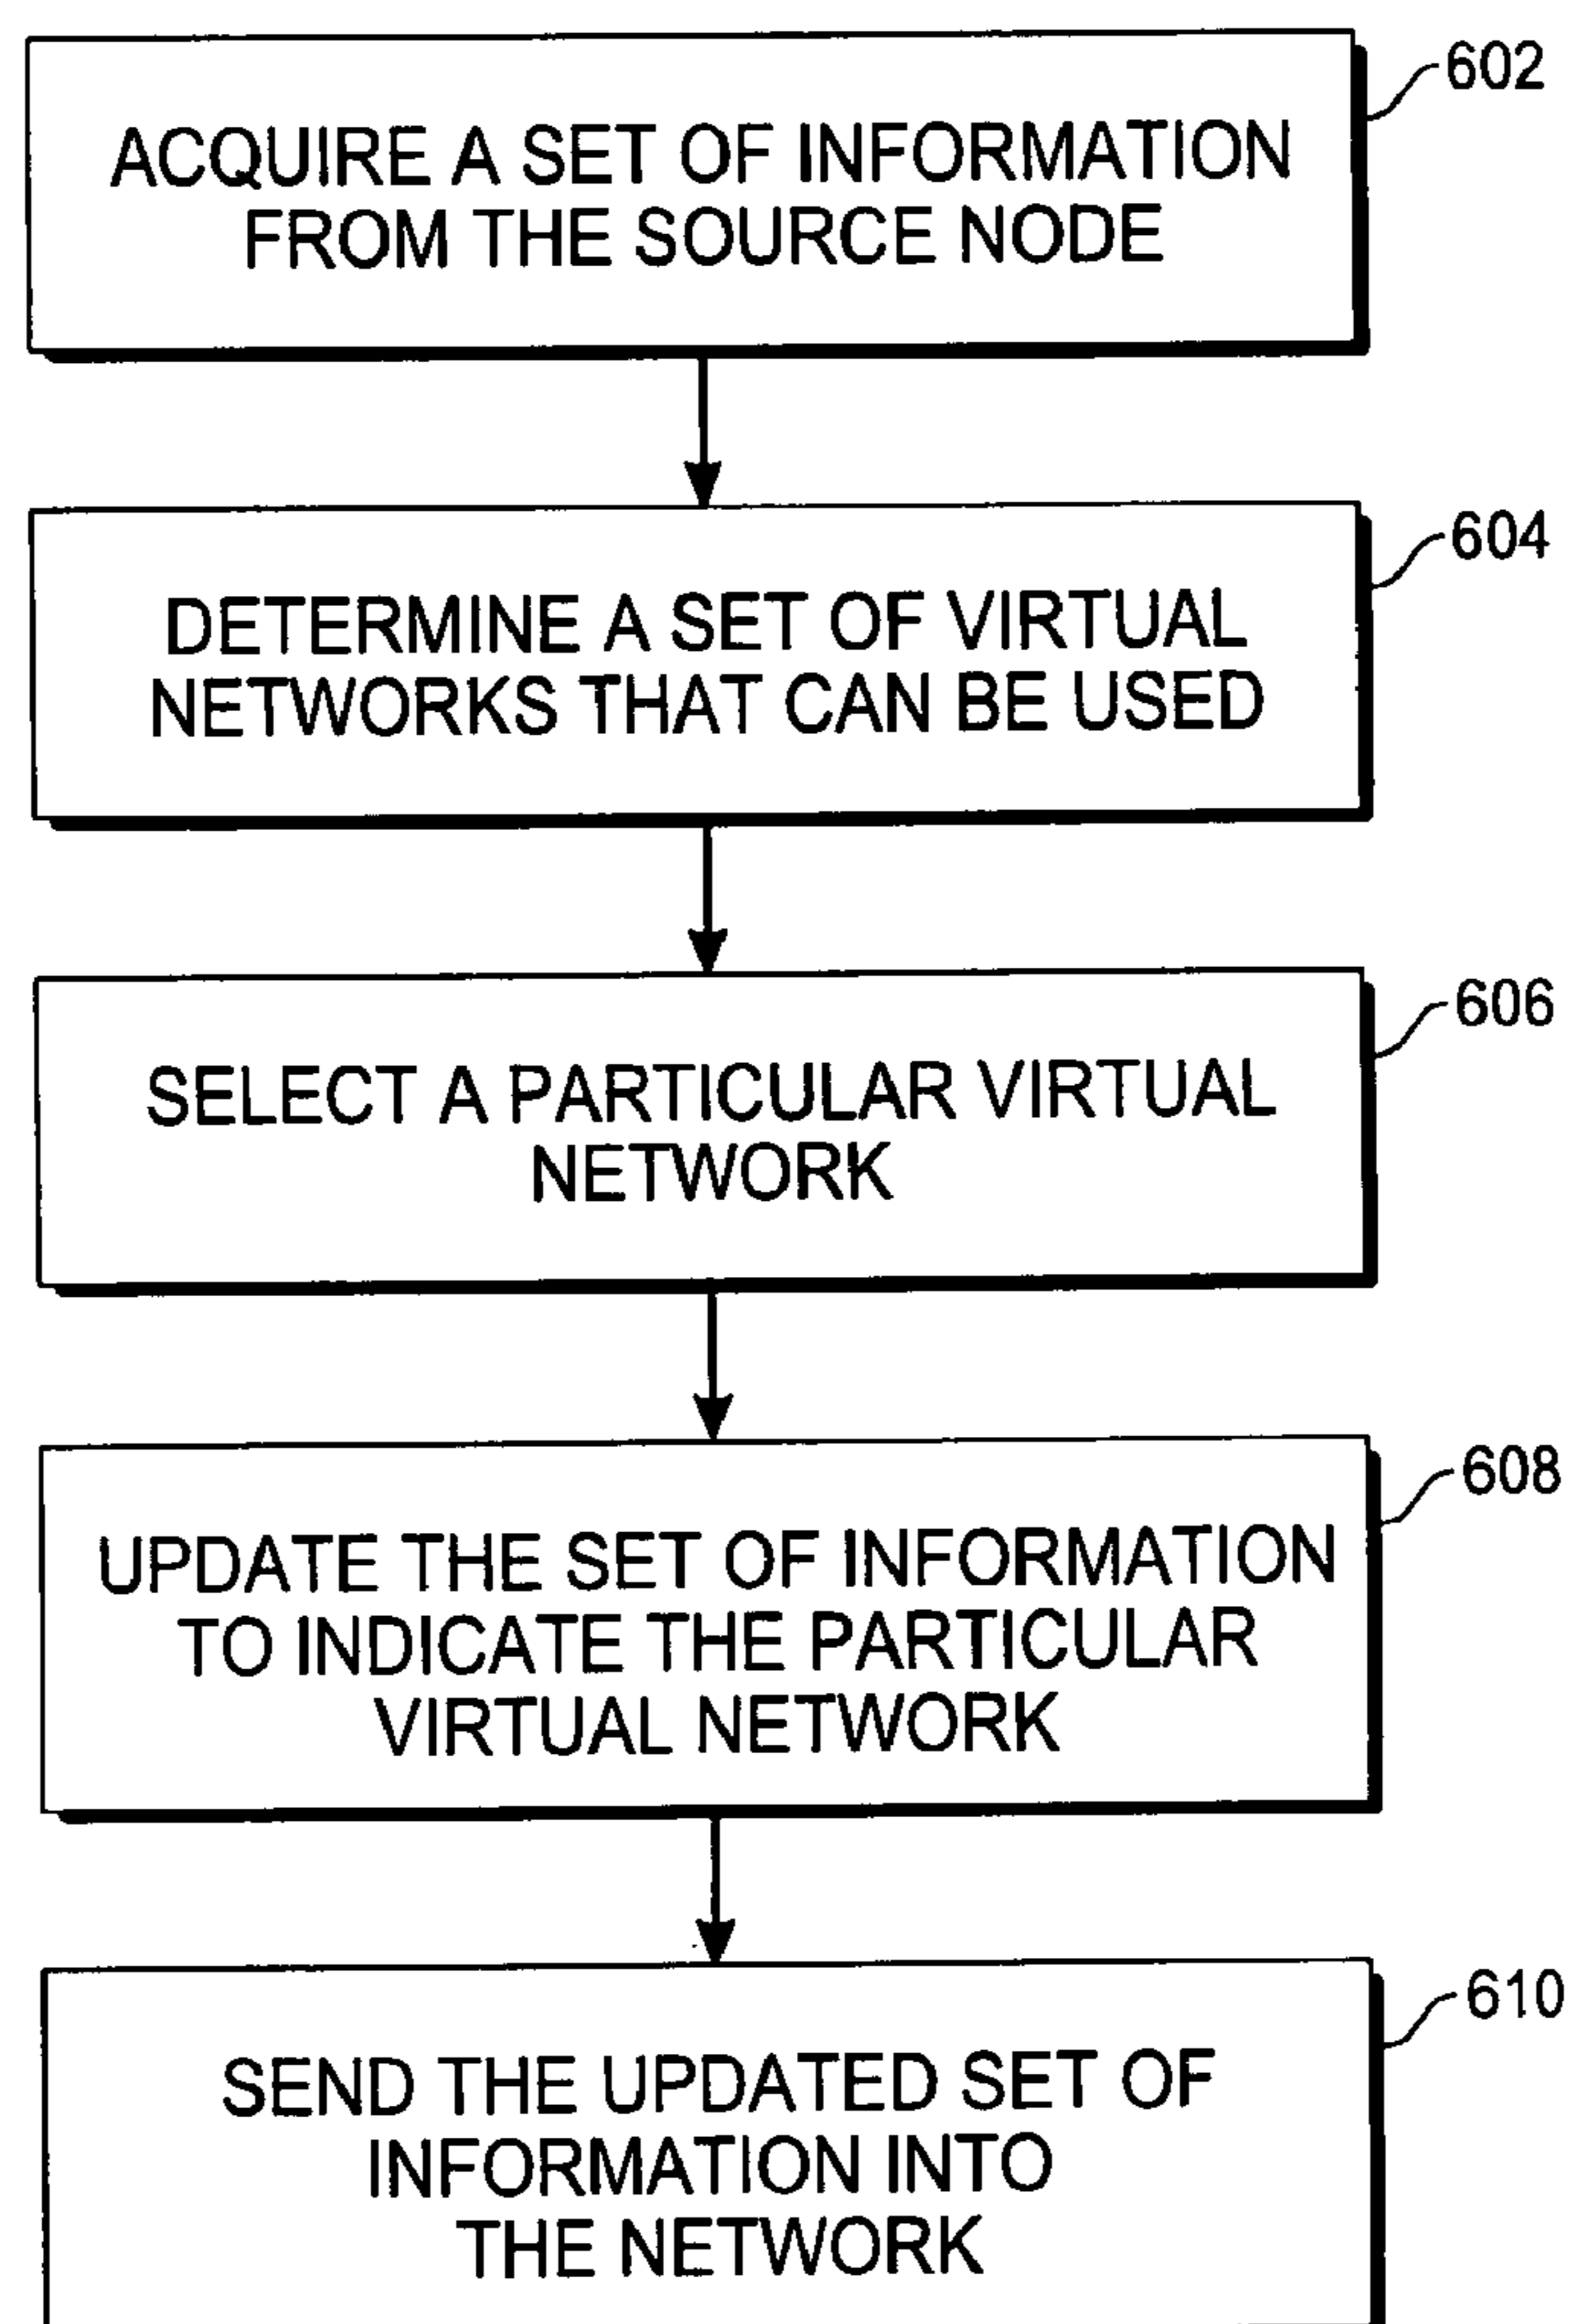 602
ACQUIRE A SET OF INFORMATION
FROM THE SOURCE NODE
604
DETERMINE A SET OF VIRTUAL
NETWORKS THAT CAN BE USED
606
SELECT A PARTICULAR VIRTUAL
NETWORK
608
UPDATE THE SET OF INFORMATION
TO INDICATE THE PARTICULAR
VIRTUAL NETWORK
610
SEND THE UPDATED SET OF
INFORMATION INTO
THE NETWORK